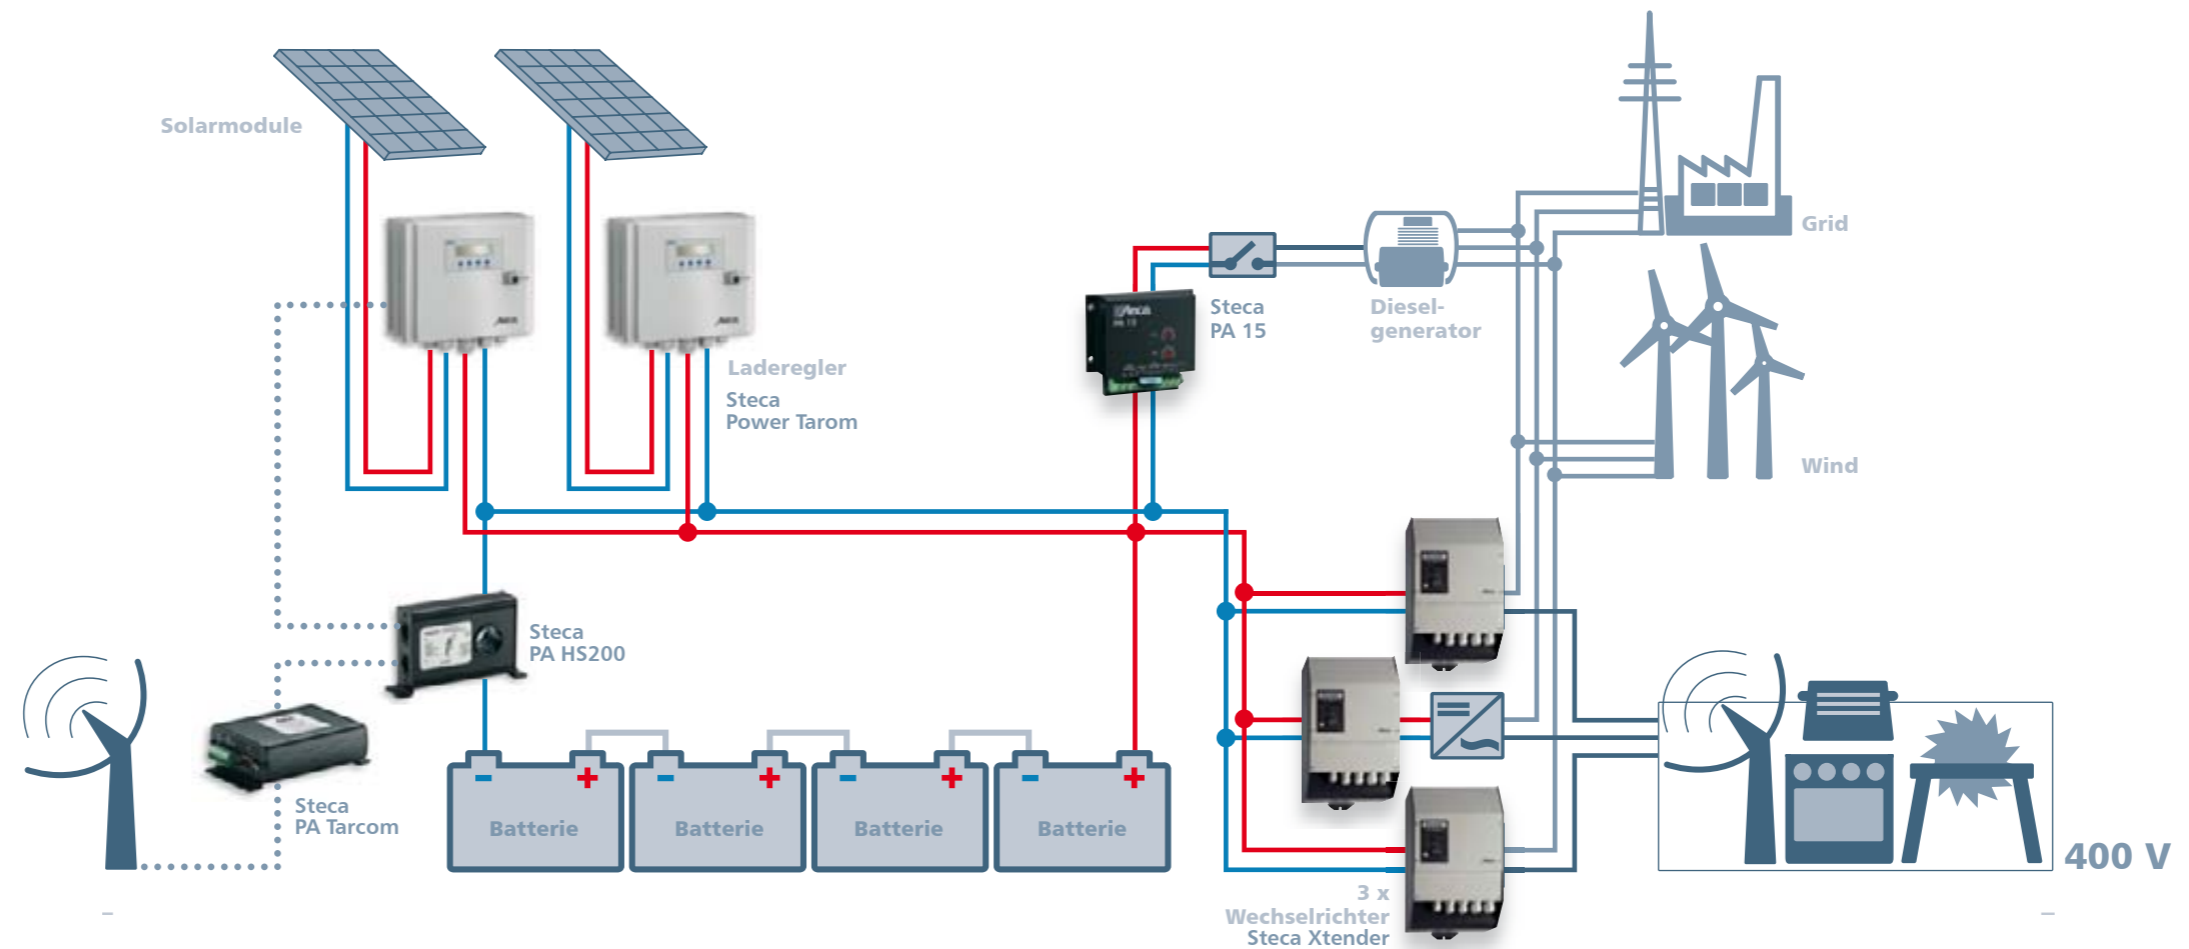 Solarmodule
Grid
Steca
PA 15
Diesel-
generator
Laderegler
Steca
Power Tarom
Wind
Steca
PA HS200
Steca
PA Tarcom
-
+
-
+
-
+
-
+
Batterie
Batterie
Batterie
Batterie
400 V
3 x
Wechselrichter
Steca Xtender